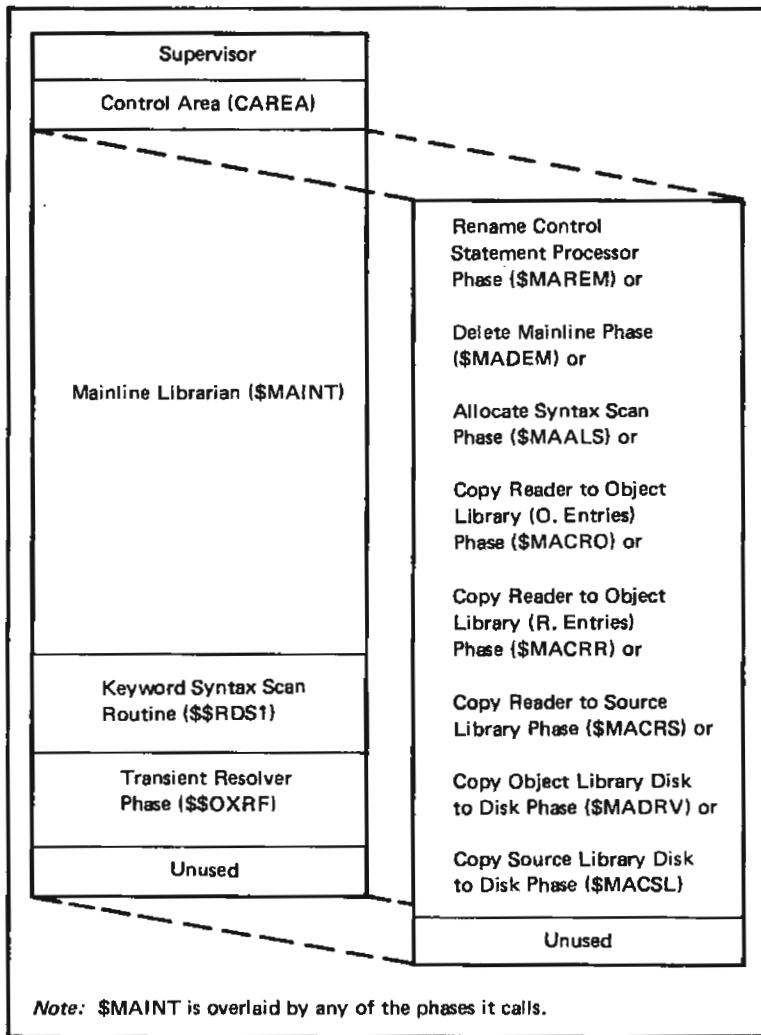 Supervisor
Control Area (CAREA)
Mainline Librarian ($MAINT)
Keyword Syntax Scan
Routine ($$RDS1)
Transient Resolver
Phase ($$OXRF)
Unused
Rename Control
Statement Processor
Phase ($MAREM) or
Delete Mainline Phase
($MADEM) or
Allocate Syntax Scan
Phase ($MAALS) or
Copy Reader to Object
Library (O. Entries)
Phase ($MACRO) or
Copy Reader to Object
Library (R. Entries)
Phase ($MACRR) or
Copy Reader to Source
Library Phase ($MACRS) or
Copy Object Library Disk
to Disk Phase ($MADRV) or
Copy Source Library Disk
to Disk Phase ($MACSL)
Unused
Note: $MAINT is overlaid by any of the phases it calls.